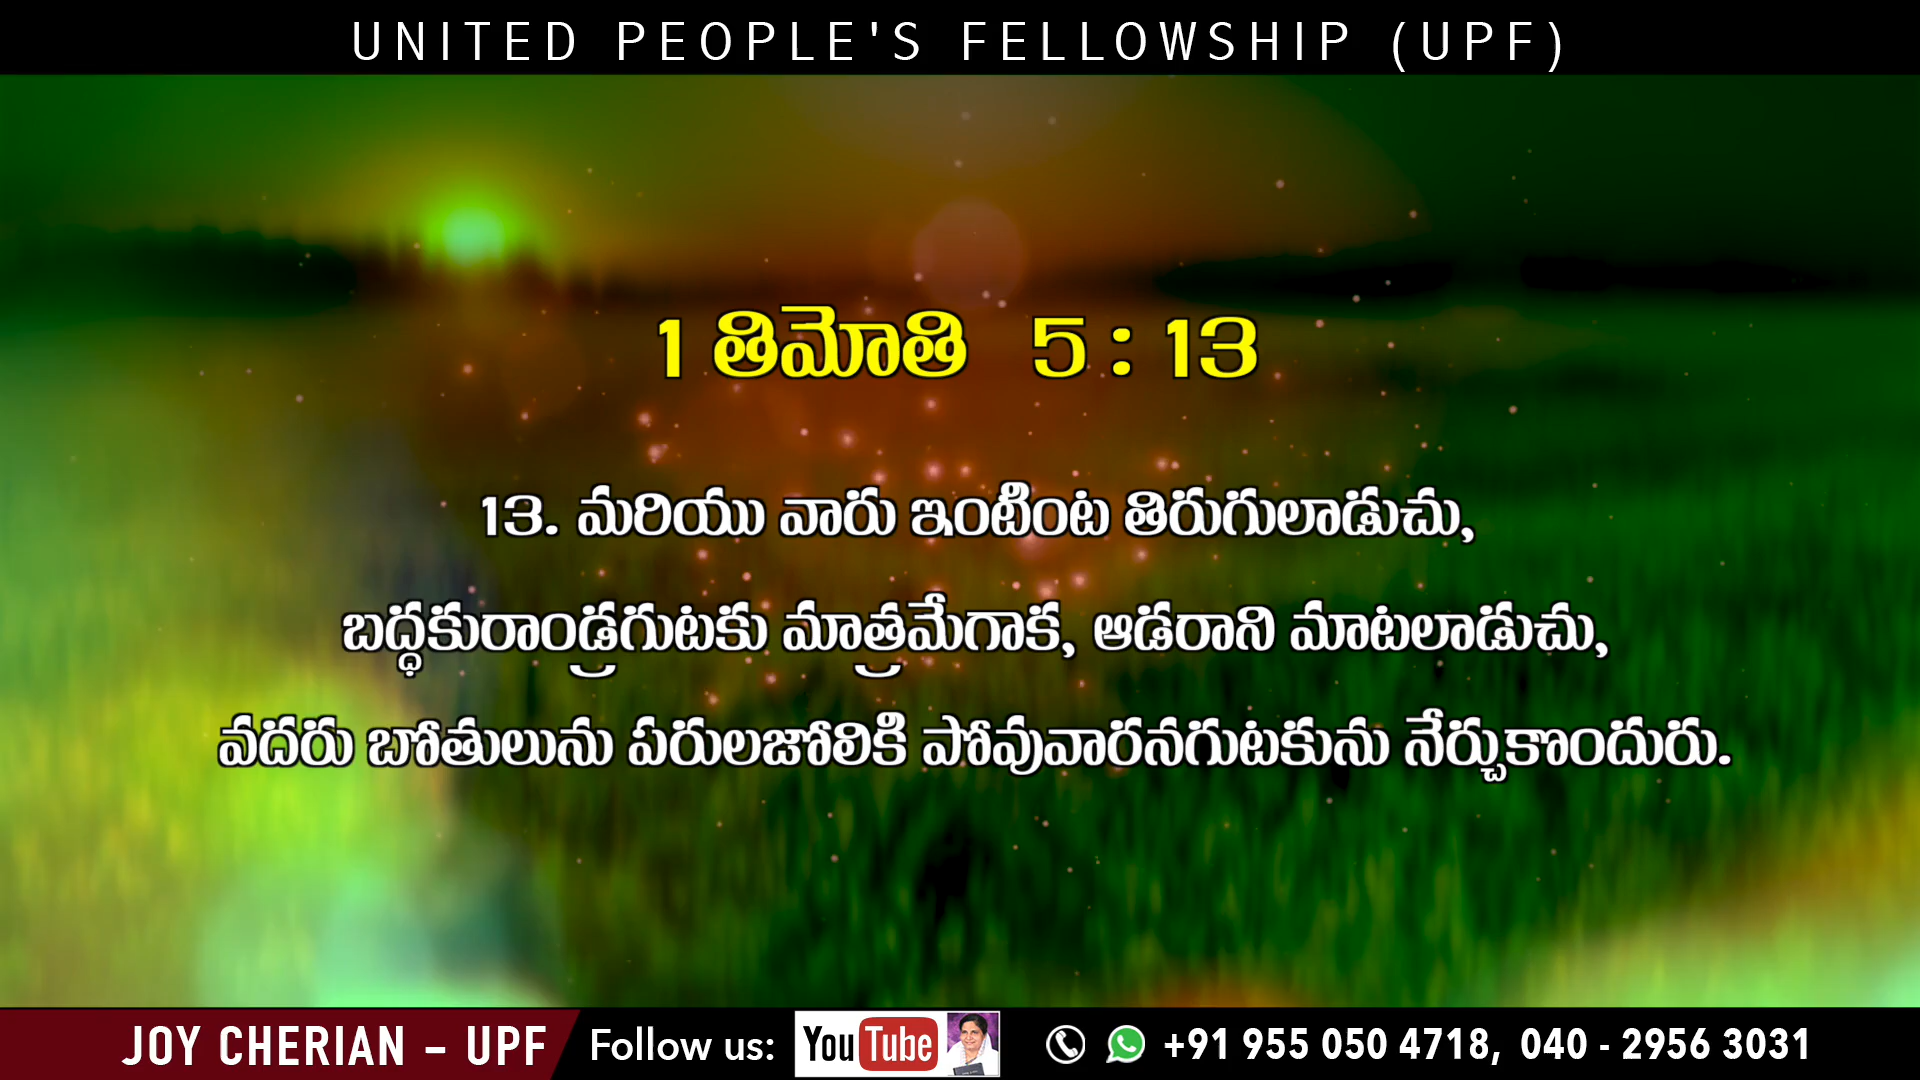 UNITED PEOPLE'S FELLOWSHIP (UPF)
1 తిమోతి 5 : 13
13. మరియు వారు ఇంటింట తిరుగులాడుచు,
బద్ధకురాండ్రగుటకు మాత్రమేగాక, ఆడరాని మాటలాడుచు,
వదరు బోతులును పరులజోలికి పోవువారనగుటకును నేర్చుకొందురు.
JOY CHERIAN – UPF Follow us: YouTube +91 955 050 4718, 040 - 2956 3031